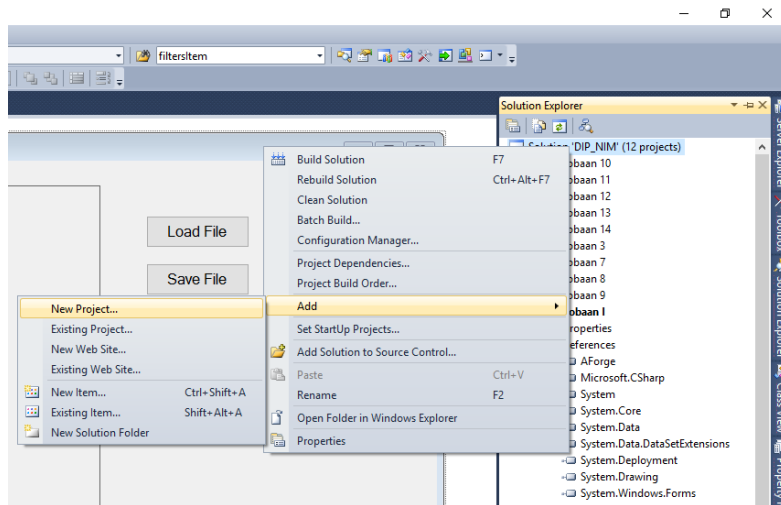 filtersItem
Solution Explorer
Solution 'DIP_NIM' (12 projects)
obaan 10
obaan 11
obaan 12
obaan 13
obaan 14
obaan 3
obaan 7
obaan 8
obaan 9
obaan I
roperties
eferences
AForge
Microsoft.CSharp
System
System.Core
System.Data
System.Data.DataSetExtensions
System.Deployment
System.Drawing
System.Windows.Forms
Load File
Save File
Build Solution F7
Rebuild Solution Ctrl+Alt+F7
Clean Solution
Batch Build...
Configuration Manager...
Project Dependencies...
Project Build Order...
Add
Set StartUp Projects...
Add Solution to Source Control...
Paste Ctrl+V
Rename F2
Open Folder in Windows Explorer
Properties
New Project...
Existing Project...
New Web Site...
Existing Web Site...
New Item... Ctrl+Shift+A
Existing Item... Shift+Alt+A
New Solution Folder
Server Explorer
Toolbox
Solution Explorer
Class View